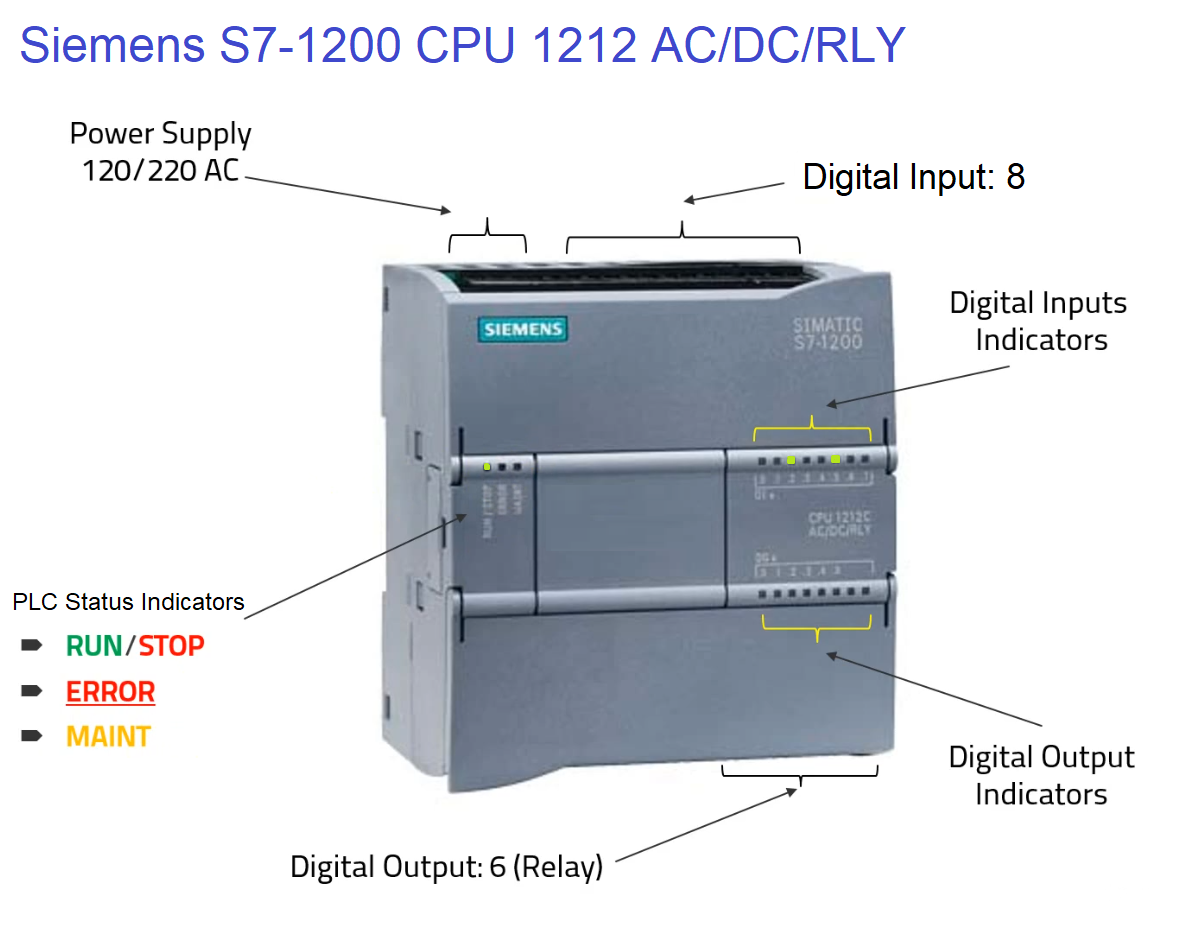 Siemens S7-1200 CPU 1212 AC/DC/RLY
Power Supply
120/220 AC
Digital Input: 8
Digital Inputs
Indicators
SIEMENS
SIMATIC
S7-1200
0 1 2 3 4 5 6 7
DI a
RUN / STOP
ERROR
MAINT
CPU 1212C
AC/DC/RLY
DQ a
0 1 2 3 4 5
PLC Status Indicators
RUN/STOP
ERROR
MAINT
Digital Output
Indicators
Digital Output: 6 (Relay)